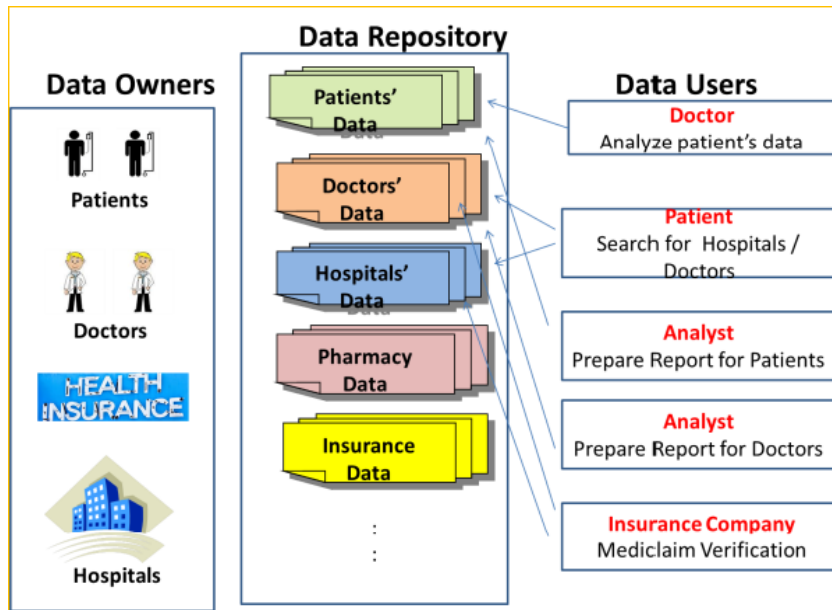 Data Repository
Data Owners
Data Users
Patients
Doctors
HEALTH
INSURANCE
Hospitals
Patients'
Data
Doctors'
Data
Hospitals'
Data
Pharmacy
Data
Insurance
Data
:
:
Doctor
Analyze patient's data
Patient
Search for Hospitals /
Doctors
Analyst
Prepare Report for Patients
Analyst
Prepare Report for Doctors
Insurance Company
Mediclaim Verification